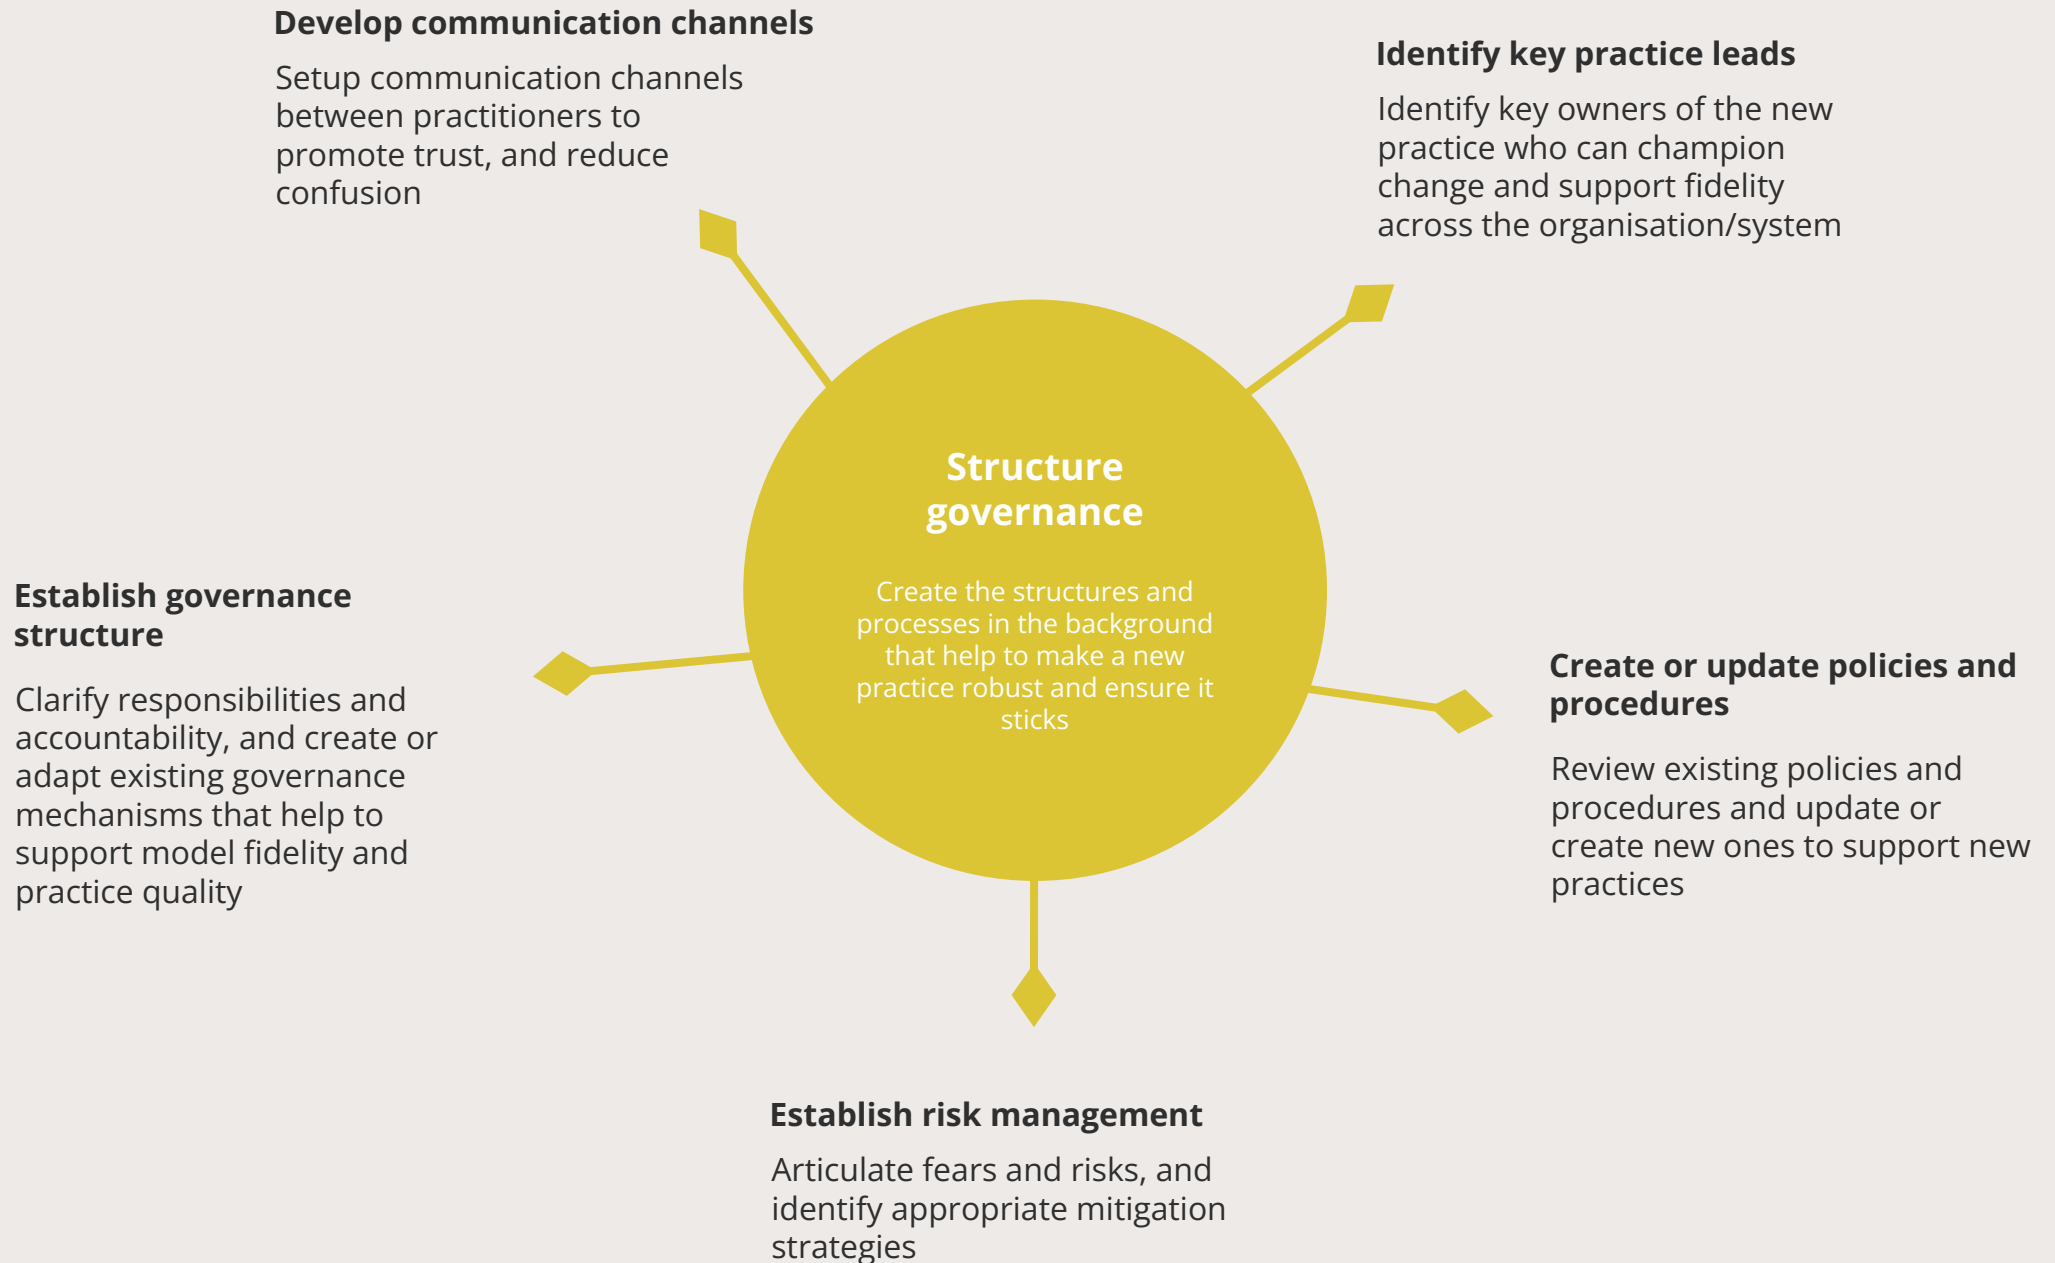 Develop communication channels
Setup communication channels
between practitioners to
promote trust, and reduce
confusion
Identify key practice leads
Identify key owners of the new
practice who can champion
change and support fidelity
across the organisation/system
Structure
governance
Create the structures and
processes in the background
that help to make a new
practice robust and ensure it
sticks
Establish governance
structure
Clarify responsibilities and
accountability, and create or
adapt existing governance
mechanisms that help to
support model fidelity and
practice quality
Create or update policies and
procedures
Review existing policies and
procedures and update or
create new ones to support new
practices
Establish risk management
Articulate fears and risks, and
identify appropriate mitigation
strategies